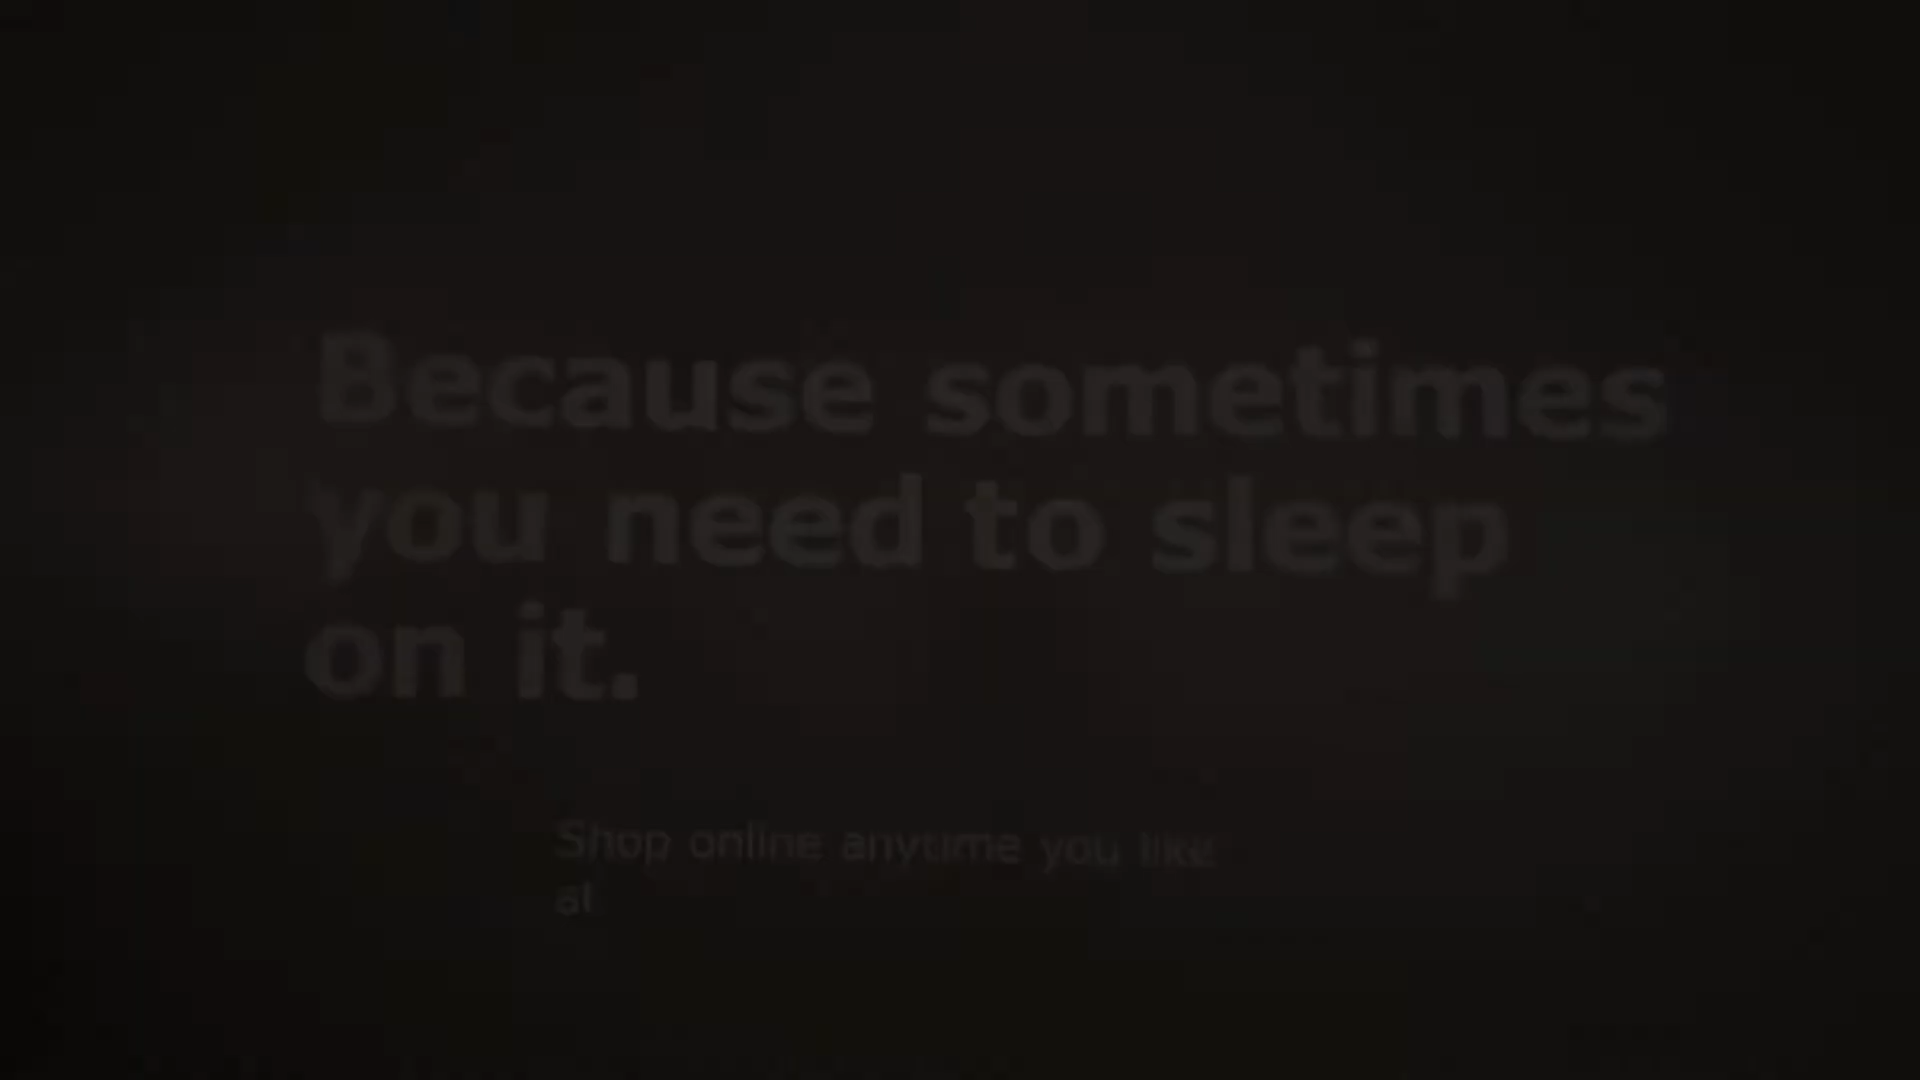 Because sometimes
you need to sleep
on it.
Shop online anytime you like
at